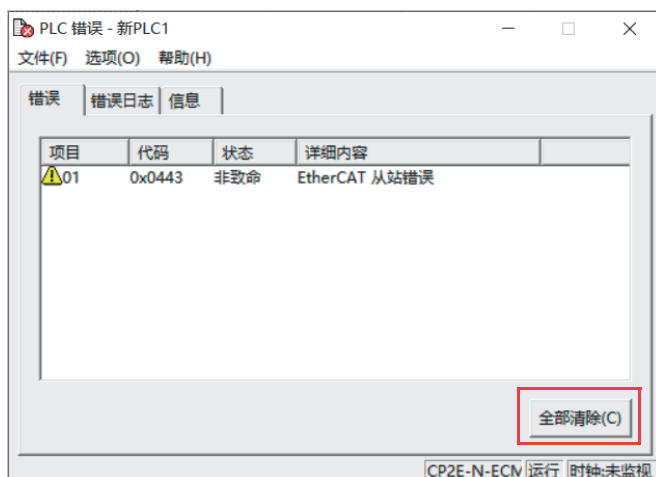 PLC 错误 - 新PLC1
文件(F) 选项(O) 帮助(H)
错误 错误日志 信息
项目 代码 状态 详细内容
01 0x0443 非致命 EtherCAT 从站错误
全部清除(C)
CP2E-N-ECM 运行 时钟:未监视